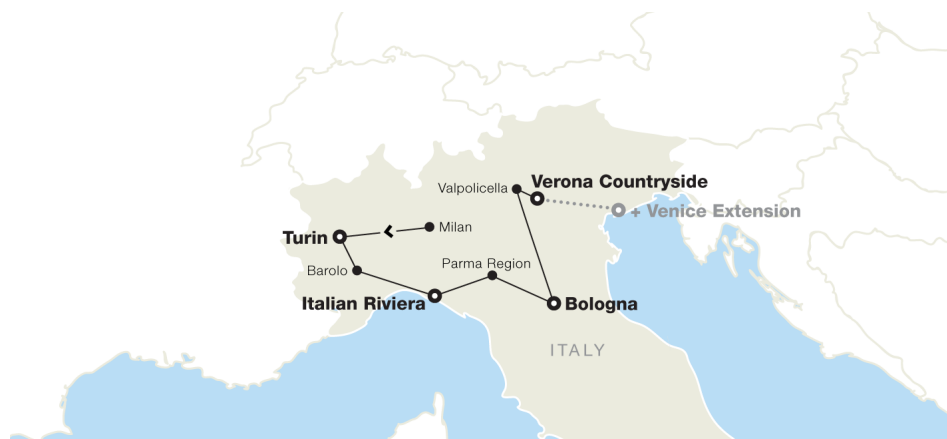 Valpolicella
Verona Countryside
+ Venice Extension
Milan
Turin
Barolo
Parma Region
Italian Riviera
Bologna
ITALY